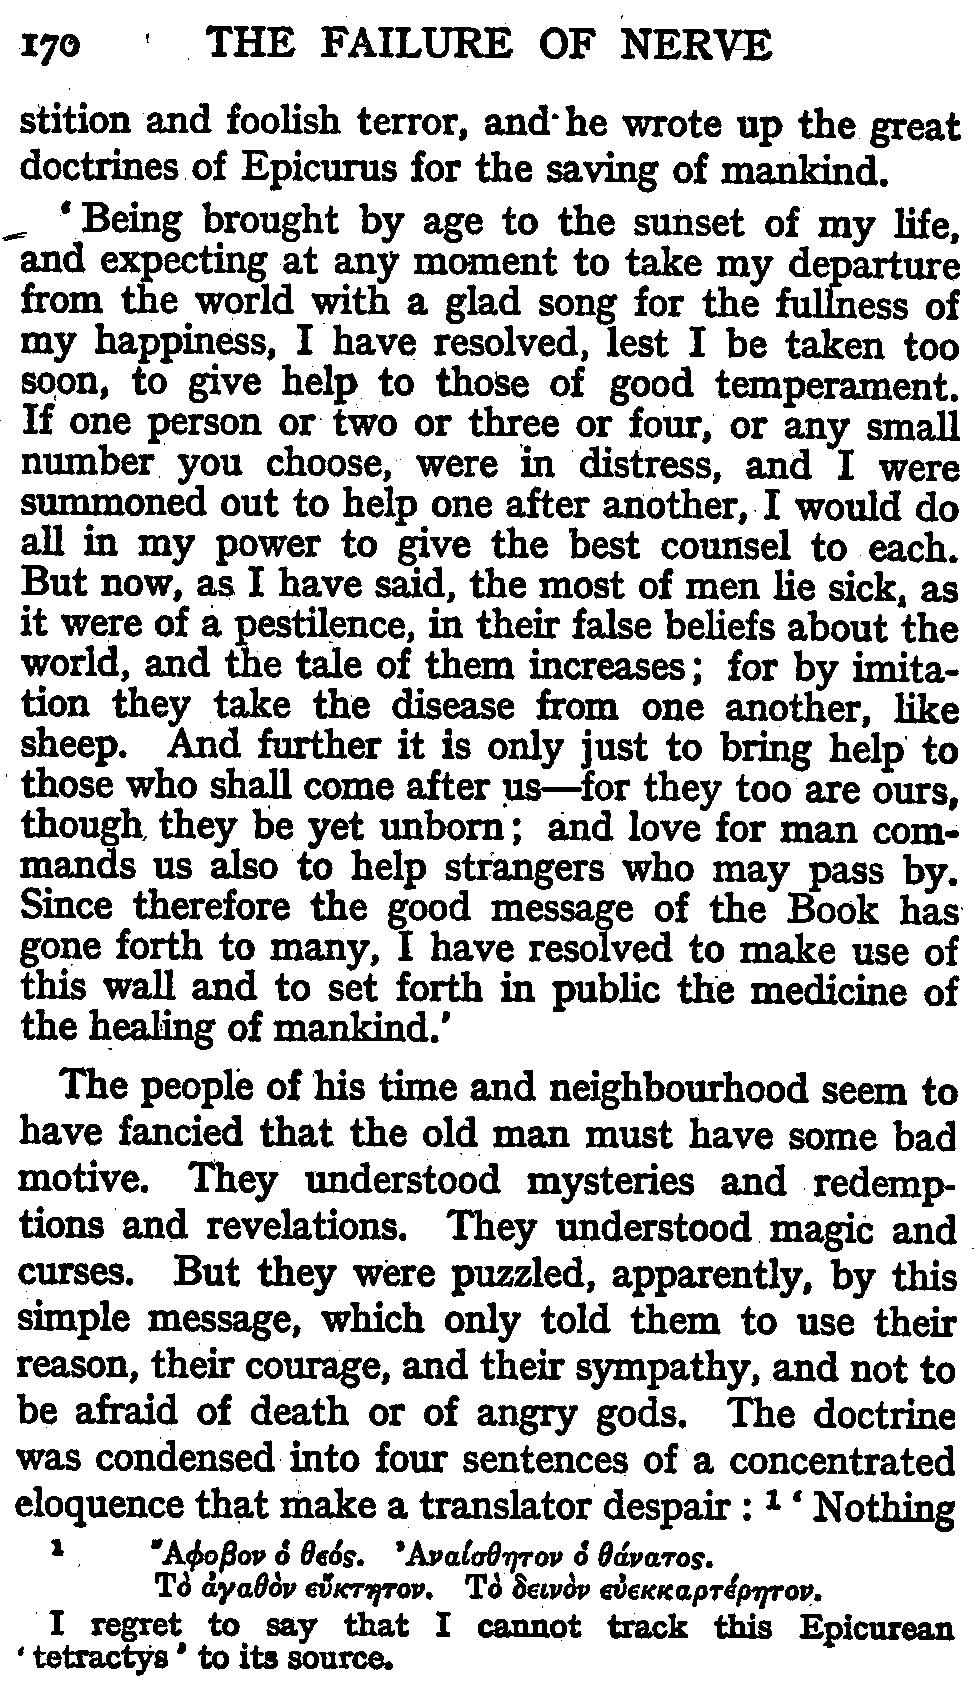 170 THE FAILURE OF NERVE
stition and foolish terror, and he wrote up the great
doctrines of Epicurus for the saving of mankind.
‘Being brought by age to the sunset of my life,
and expecting at any moment to take my departure
from the world with a glad song for the fullness of
my happiness, I have resolved, lest I be taken too
soon, to give help to those of good temperament.
If one person or two or three or four, or any small
number you choose, were in distress, and I were
summoned out to help one after another, I would do
all in my power to give the best counsel to each.
But now, as I have said, the most of men lie sick, as
it were of a pestilence, in their false beliefs about the
world, and the tale of them increases; for by imita-
tion they take the disease from one another, like
sheep. And further it is only just to bring help to
those who shall come after us—for they too are ours,
though they be yet unborn; and love for man com-
mands us also to help strangers who may pass by.
Since therefore the good message of the Book has
gone forth to many, I have resolved to make use of
this wall and to set forth in public the medicine of
the healing of mankind.’
The people of his time and neighbourhood seem to
have fancied that the old man must have some bad
motive. They understood mysteries and redemp-
tions and revelations. They understood magic and
curses. But they were puzzled, apparently, by this
simple message, which only told them to use their
reason, their courage, and their sympathy, and not to
be afraid of death or of angry gods. The doctrine
was condensed into four sentences of a concentrated
eloquence that make a translator despair: ¹ ‘Nothing
¹ Ἄφοβον ὁ θεός. Ἀναίσθητον ὁ θάνατος.
Τὸ ἀγαθὸν εὔκτητον. Τὸ δεινὸν εὐεκκαρτέρητον.
I regret to say that I cannot track this Epicurean
‘tetractys’ to its source.